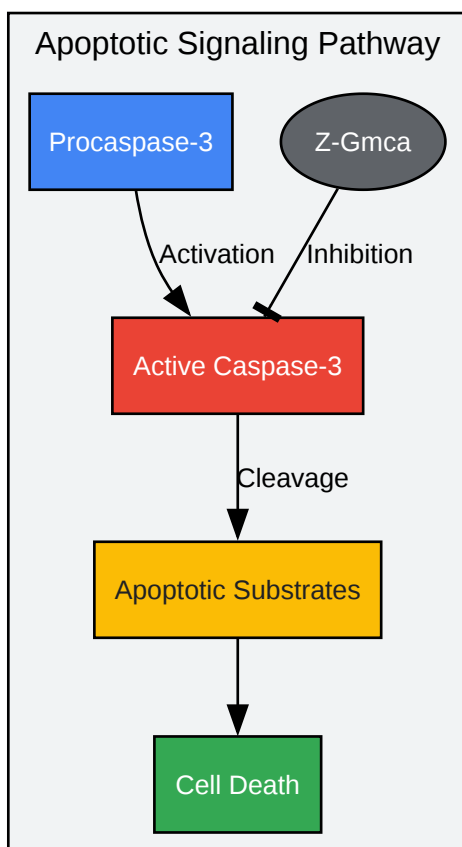 Apoptotic Signaling Pathway
Procaspase-3
Z-Gmca
Activation
Inhibition
Active Caspase-3
Cleavage
Apoptotic Substrates
Cell Death